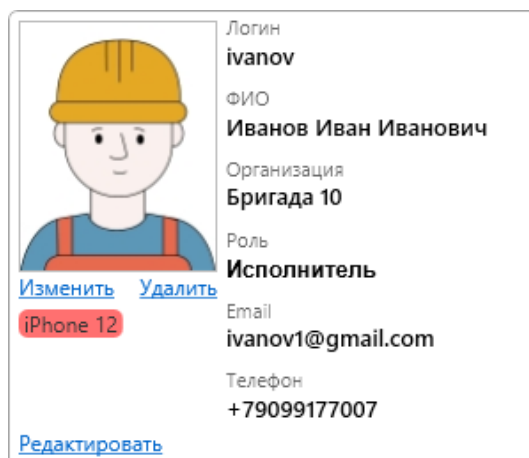 Логин
ivanov
ФИО
Иванов Иван Иванович
Организация
Бригада 10
Роль
Исполнитель
Email
ivanov1@gmail.com
Телефон
+79099177007
Изменить Удалить
iPhone 12
Редактировать